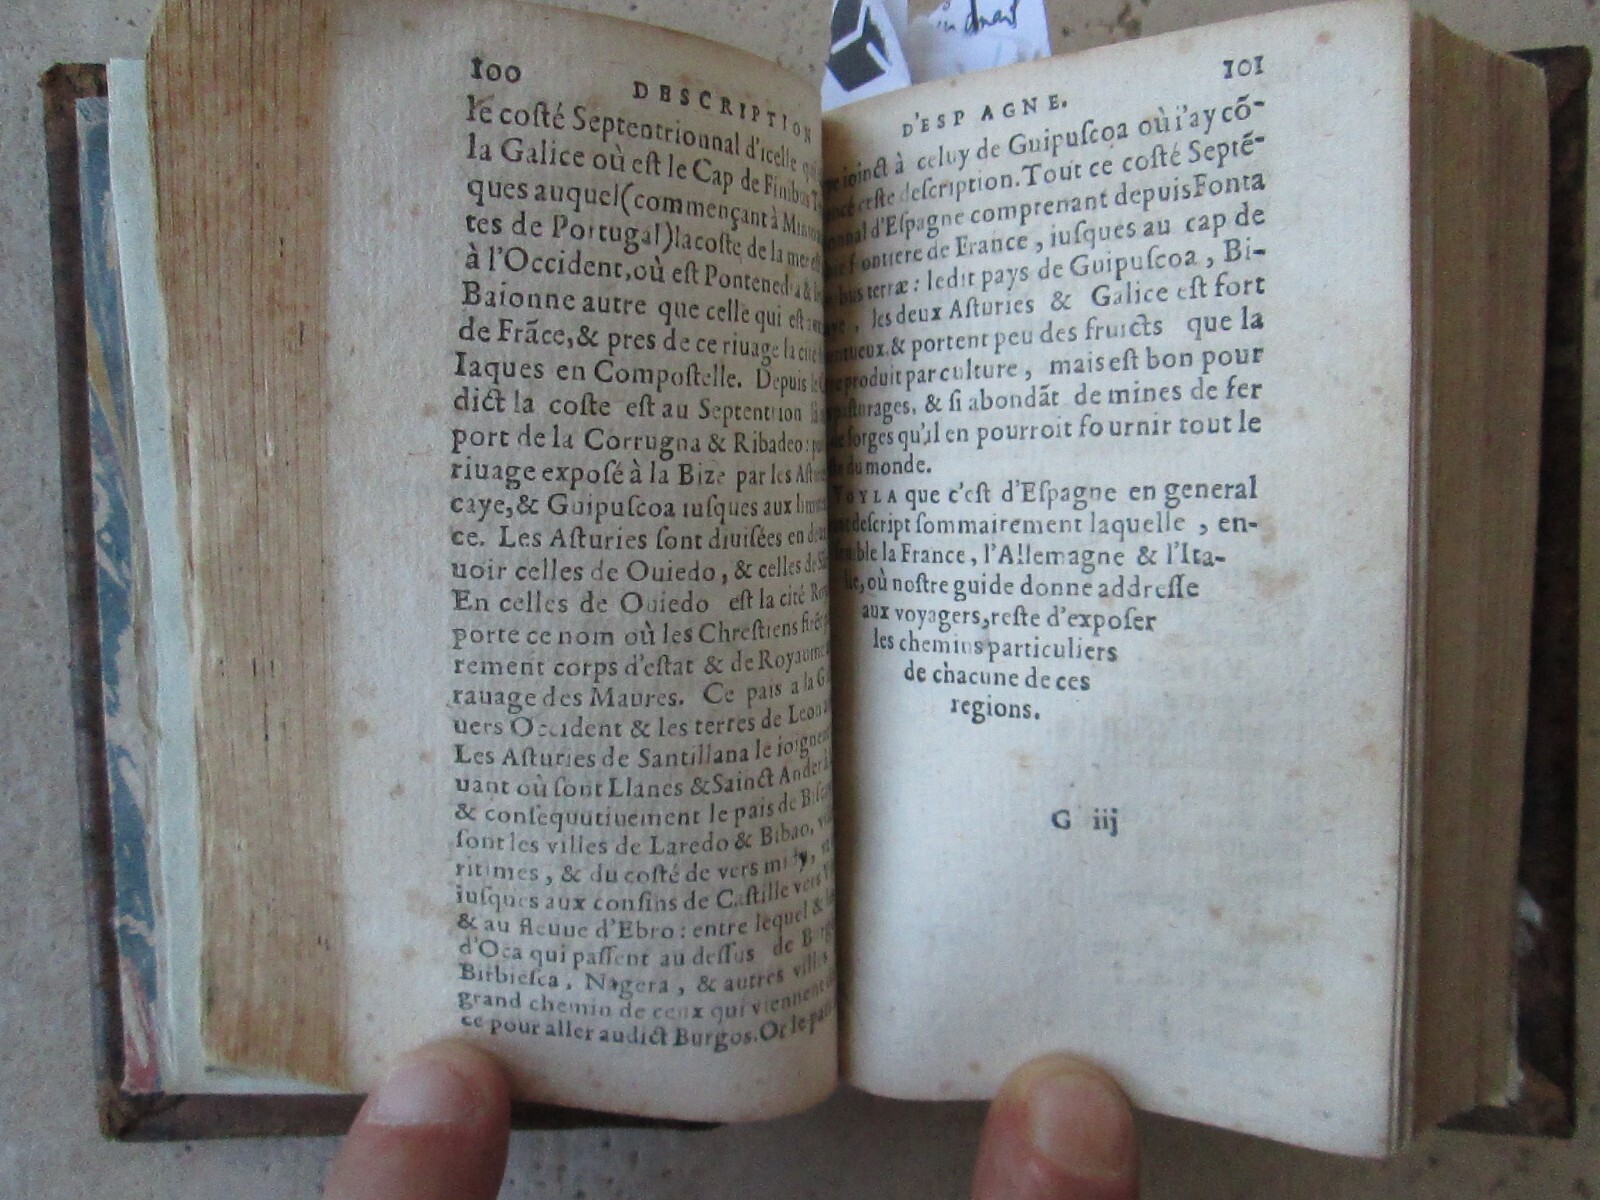 100
DESCRIPTION
le coſté Septentrionnal d'icelle
la Galice où eſt le Cap de Finibus
ques auquel (commençant à
tes de Portugal) la coſte de la mer
à l'Occident, où eſt Pontenedra &
Baionne autre que celle qui eſt
de Frãce, & pres de ce riuage la
Iaques en Compoſtelle. Depuis
dict la coſte eſt au Septentrion
port de la Corrugna & Ribadeo:
riuage expoſé à la Bize par les
caye, & Guipuſcoa iuſques aux
ce. Les Aſturies ſont diuiſées en
uoir celles de Ouiedo, & celles de
En celles de Ouiedo eſt la cité
porte ce nom où les Chreſtiens
rement corps d'eſtat & de Royaume
rauage des Maures. Ce pais a la
uers Occident & les terres de Leon
Les Aſturies de Santillana le ioignent
uant où ſont Llanes & Sainct Ander
& conſequutiuement le pais de
ſont les villes de Laredo & Bibao,
ritimes, & du coſté de vers midy,
iuſques aux confins de Caſtille vers
& au fleuue d'Ebro: entre lequel &
d'Oca qui paſſent au deſſus de
Birbieſca, Nagera, & autres villes
grand chemin de ceux qui viennent
ce pour aller audict Burgos. Or le
101
D'ESPAGNE.
ioinct à celuy de Guipuſcoa où i'ay cõ-
ceſte deſcription. Tout ce coſté Septẽ-
d'Eſpagne comprenant depuis Fonta
frontiere de France, iuſques au cap de
terræ: ledit pays de Guipuſcoa, Bi-
, les deux Aſturies & Galice eſt fort
& portent peu des fruicts que la
produit par culture, mais eſt bon pour
paſturages, & ſi abondãt de mines de fer
forges qu'il en pourroit fournir tout le
du monde.
VOYLA que c'eſt d'Eſpagne en general
deſcript ſommairement laquelle, en-
ſemble la France, l'Allemagne & l'Ita-
lie, où noſtre guide donne addreſſe
aux voyagers, reſte d'expoſer
les chemins particuliers
de chacune de ces
regions.
G iij